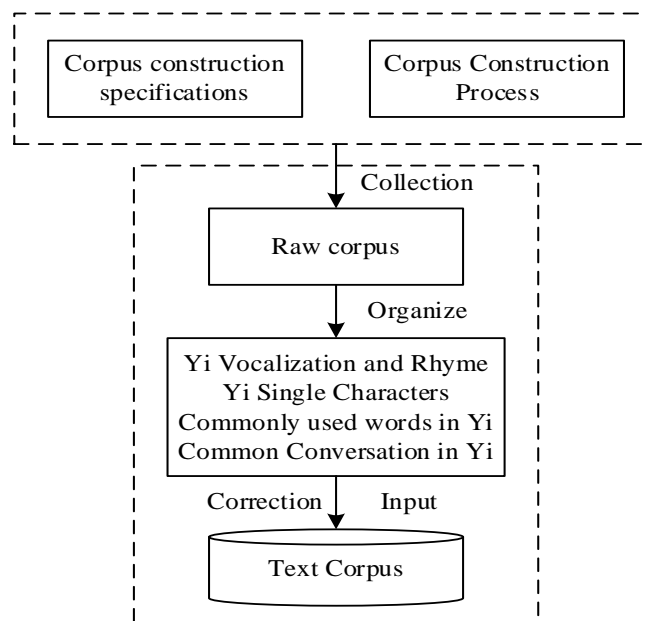 Corpus construction
specifications
Corpus Construction
Process
Collection
Raw corpus
Organize
Yi Vocalization and Rhyme
Yi Single Characters
Commonly used words in Yi
Common Conversation in Yi
Correction Input
Text Corpus